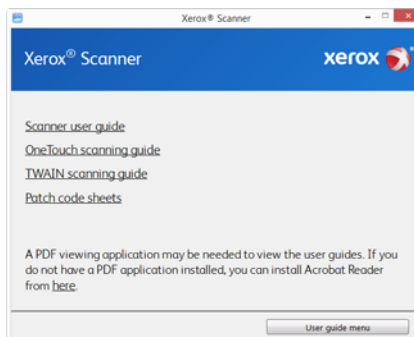 Xerox® Scanner
Xerox® Scanner
xerox
Scanner user guide
OneTouch scanning guide
TWAIN scanning guide
Patch code sheets
A PDF viewing application may be needed to view the user guides. If you
do not have a PDF application installed, you can install Acrobat Reader
from here.
User guide menu